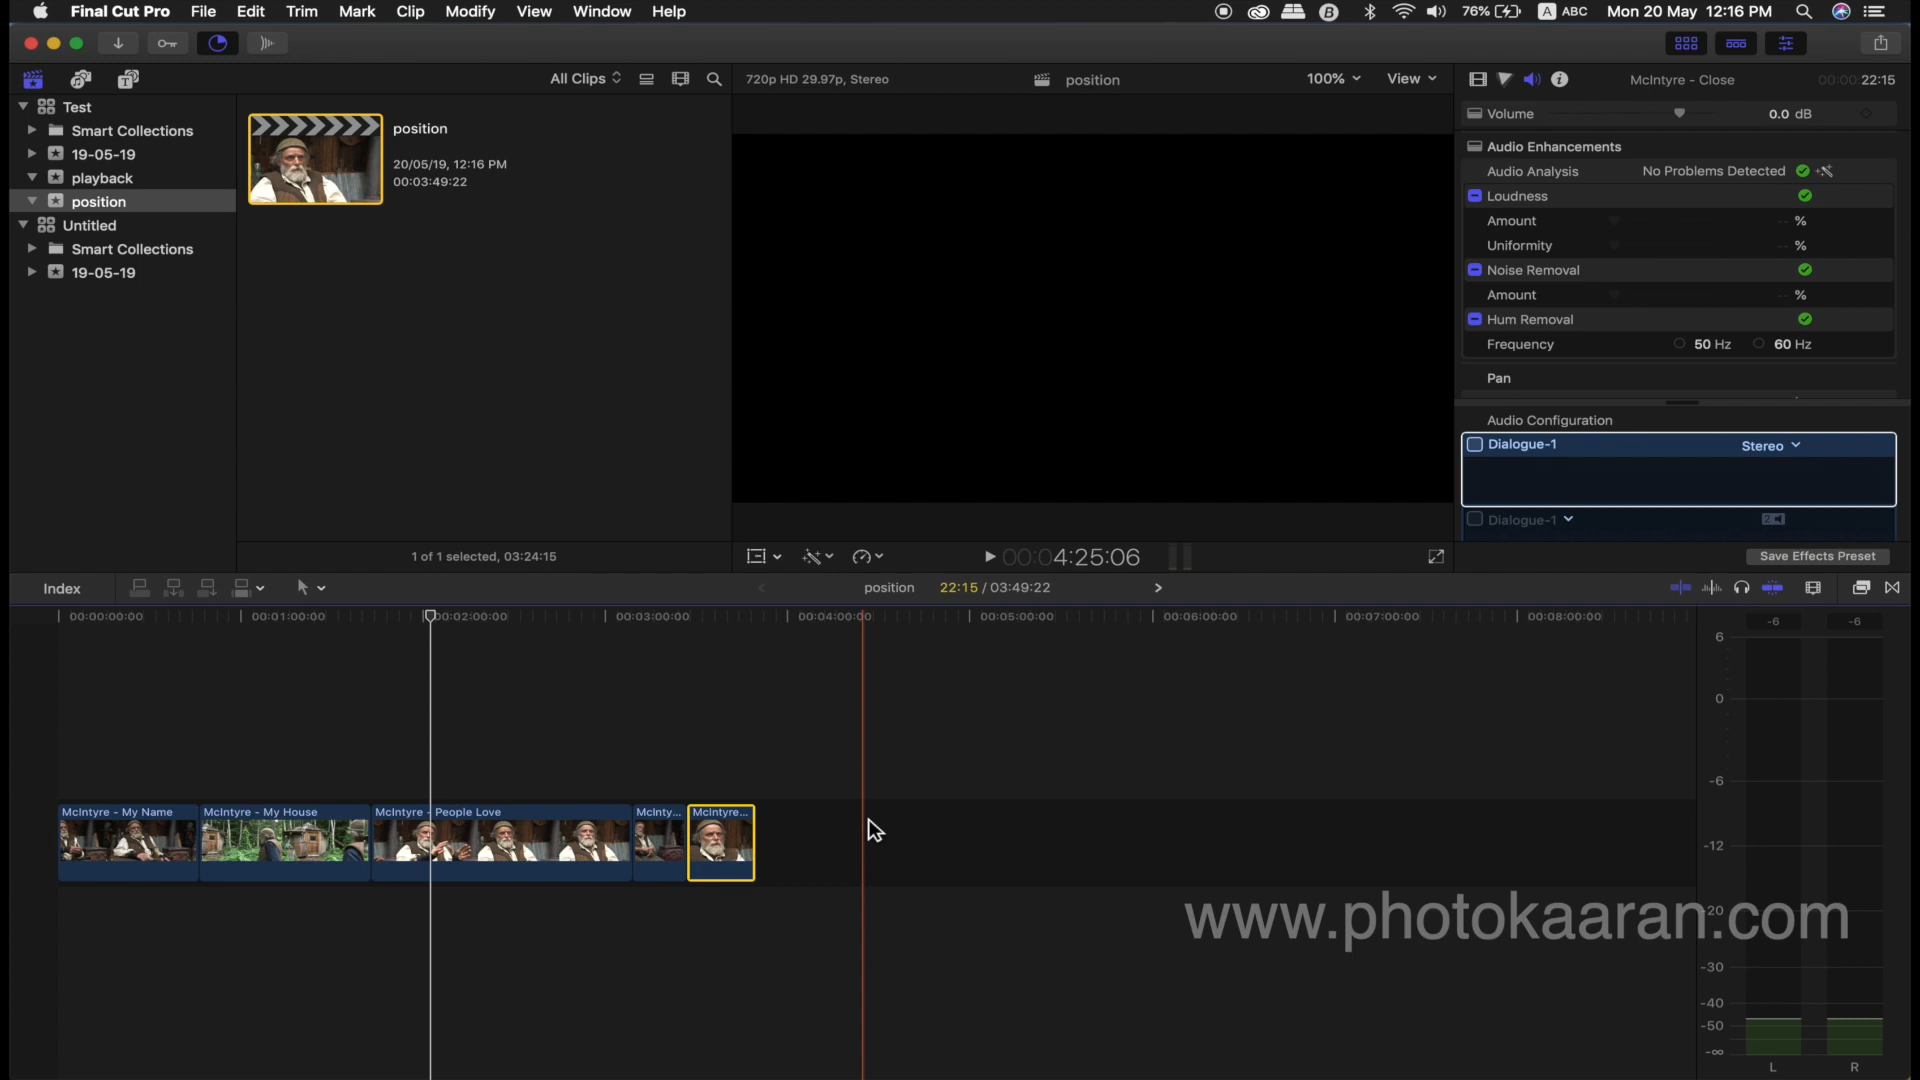 Final Cut Pro File Edit Trim Mark Clip Modify View Window Help 76% A ABC Mon 20 May 12:16 PM
All Clips 720p HD 29.97p, Stereo position 100% View McIntyre - Close 00:00:22:15
Test
Smart Collections
19-05-19
playback
position
Untitled
Smart Collections
19-05-19
position
20/05/19, 12:16 PM
00:03:49:22
1 of 1 selected, 03:24:15
00:04:25:06
Volume 0.0 dB
Audio Enhancements
Audio Analysis No Problems Detected
Loudness
Amount -- %
Uniformity -- %
Noise Removal
Amount -- %
Hum Removal
Frequency 50 Hz 60 Hz
Pan
Audio Configuration
Dialogue-1 Stereo
Dialogue-1 2
Save Effects Preset
Index position 22:15 / 03:49:22
00:00:00:00 00:01:00:00 00:02:00:00 00:03:00:00 00:04:00:00 00:05:00:00 00:06:00:00 00:07:00:00 00:08:00:00
McIntyre - My Name McIntyre - My House McIntyre - People Love McInty... McIntyre...
-6 -6
6
0
-6
-12
-20
-30
-40
-50
-∞
L R
www.photokaaran.com